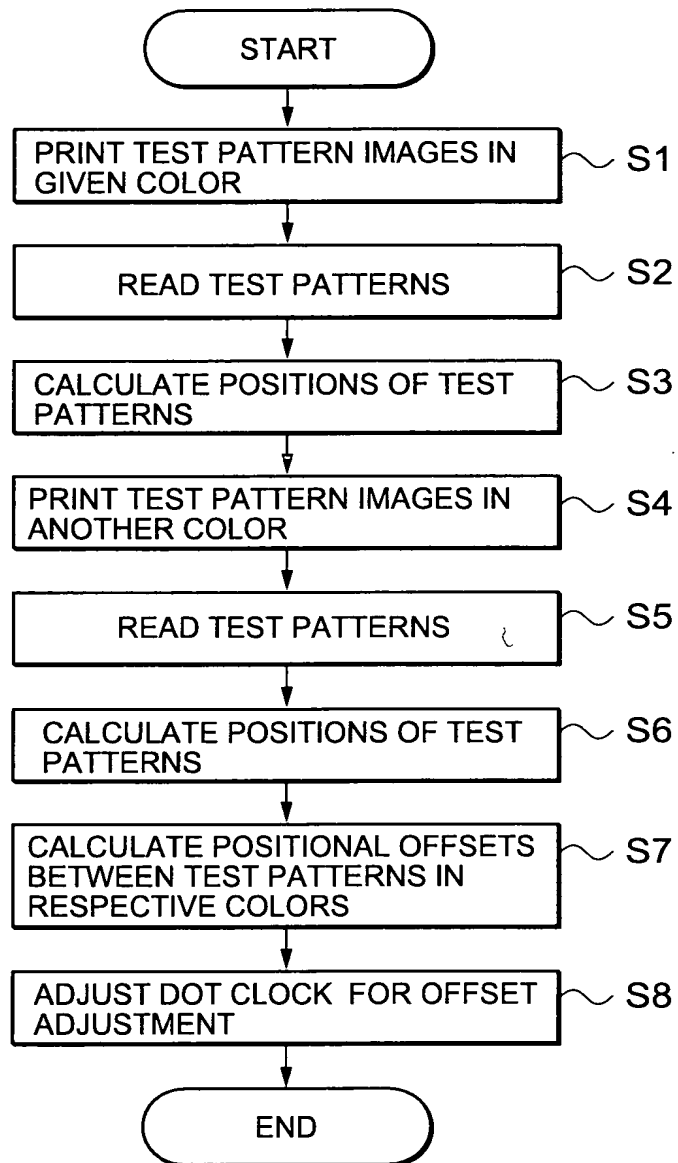 START
PRINT TEST PATTERN IMAGES IN
GIVEN COLOR
S1
READ TEST PATTERNS
S2
CALCULATE POSITIONS OF TEST
PATTERNS
S3
PRINT TEST PATTERN IMAGES IN
ANOTHER COLOR
S4
READ TEST PATTERNS
S5
CALCULATE POSITIONS OF TEST
PATTERNS
S6
CALCULATE POSITIONAL OFFSETS
BETWEEN TEST PATTERNS IN
RESPECTIVE COLORS
S7
ADJUST DOT CLOCK FOR OFFSET
ADJUSTMENT
S8
END